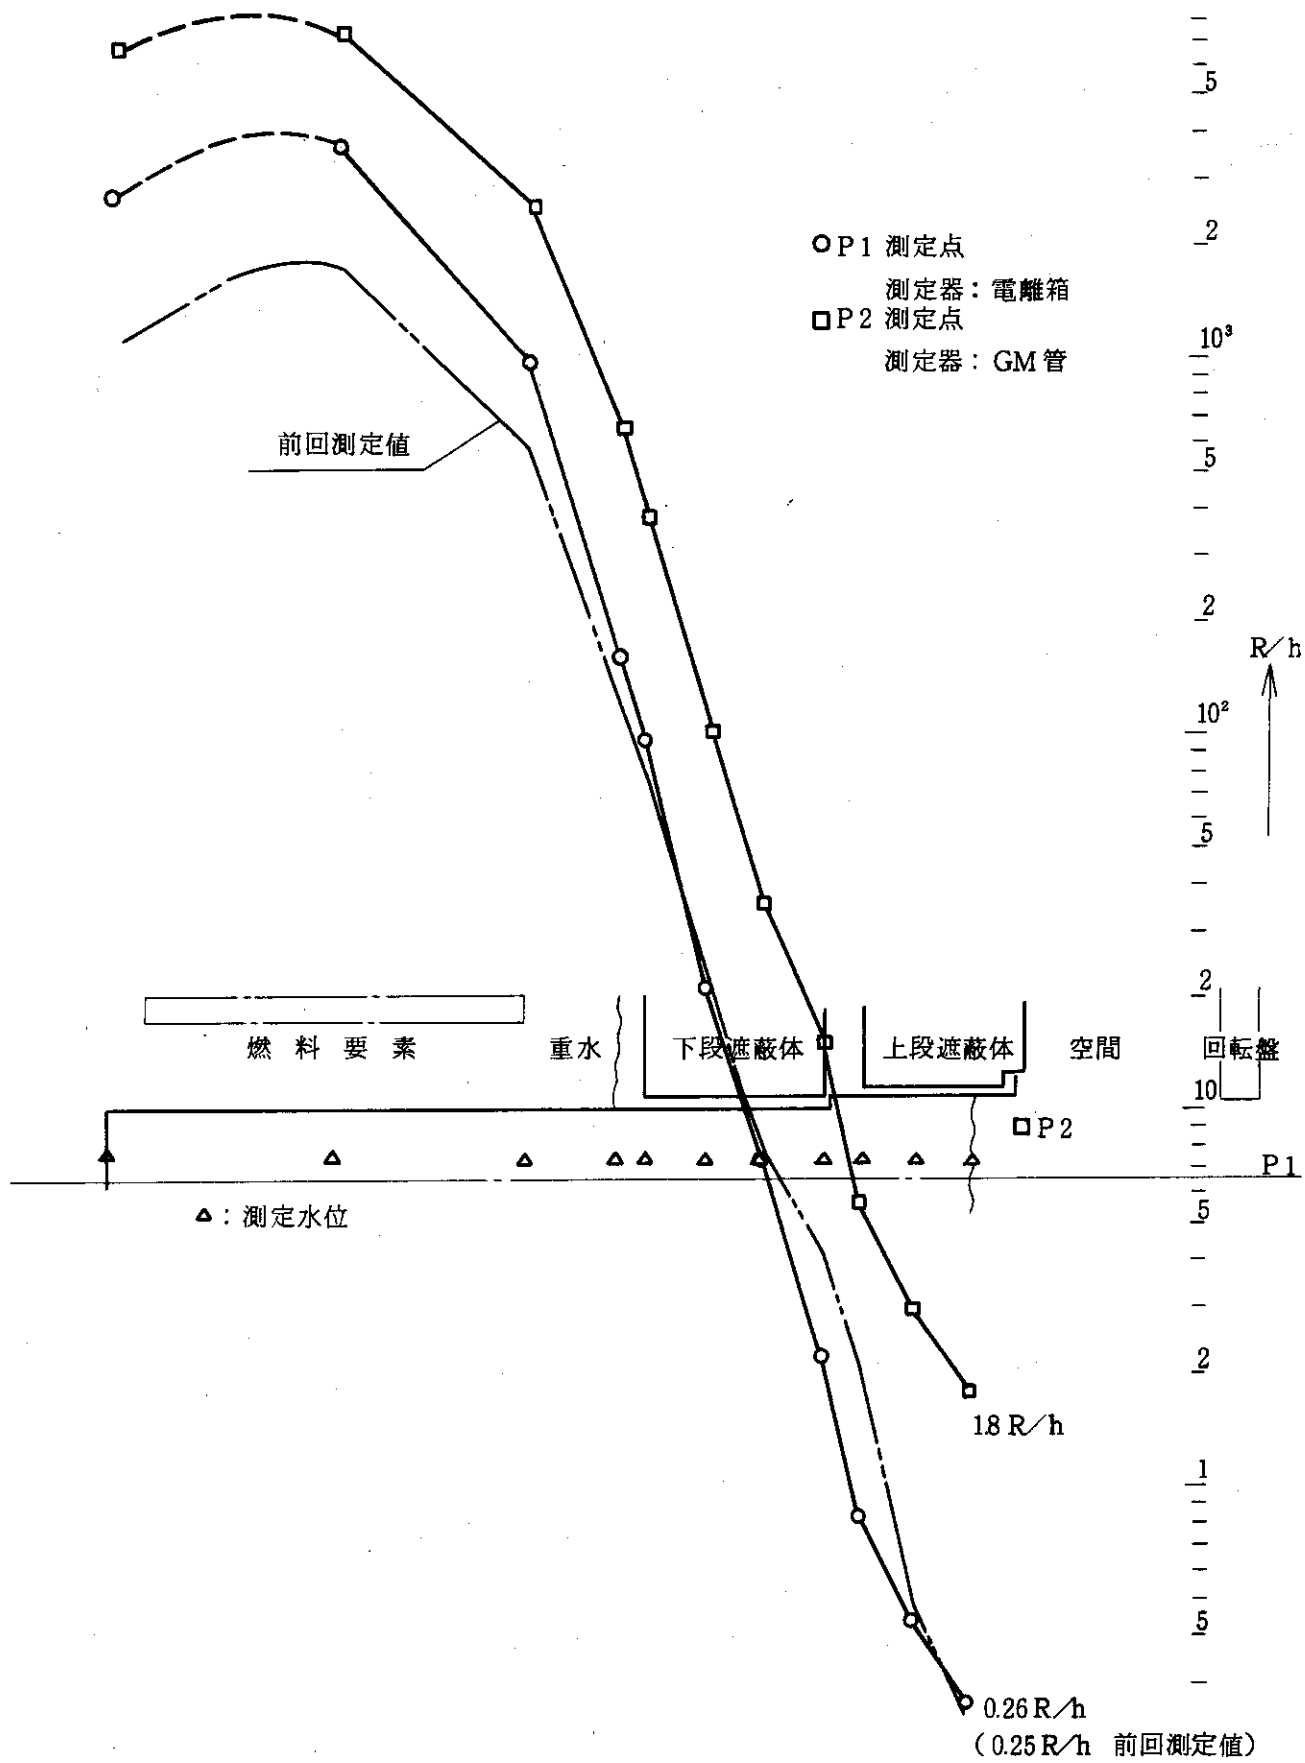 5
2
○ P1 測定点
測定器：電離箱
□ P2 測定点
測定器：GM管
10³
前回測定値
5
2
R/h
10²
5
2
燃料要素 重水 下段遮蔽体 上段遮蔽体 空間 回転盤
10
□ P2
P1
△：測定水位
5
2
1.8 R/h
1
5
0.26 R/h
(0.25 R/h 前回測定値)